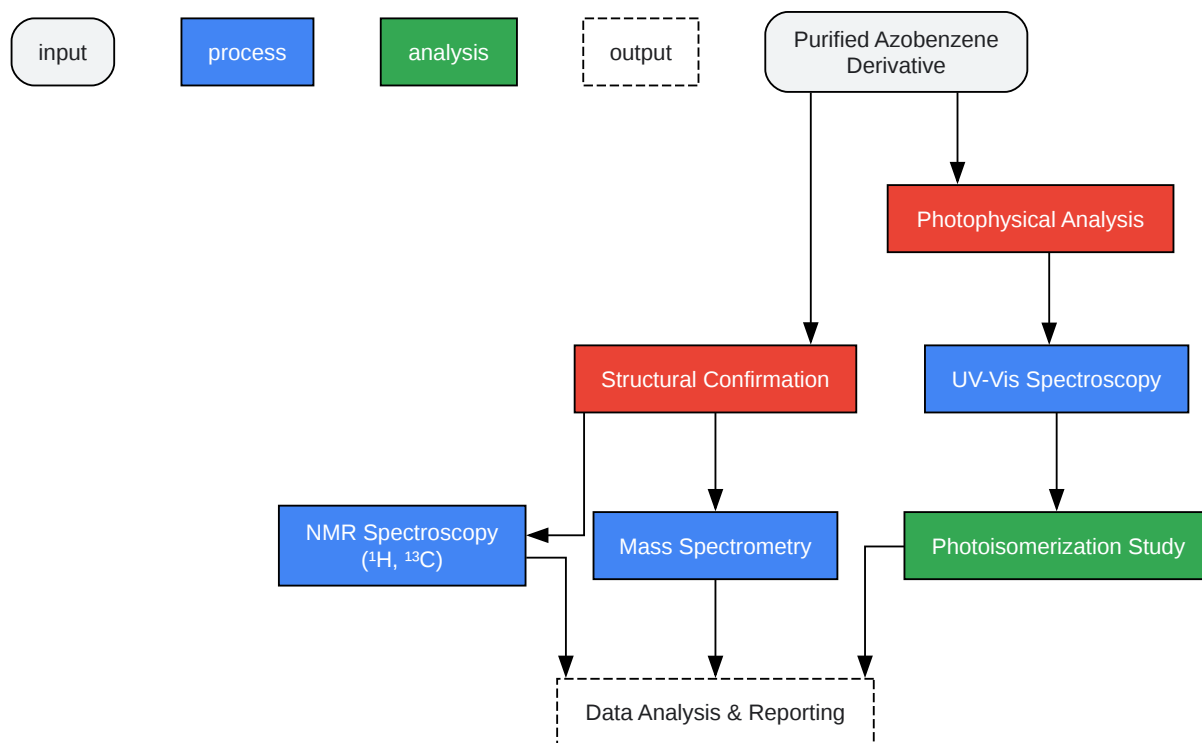 input
process
analysis
output
Purified Azobenzene
Derivative
Photophysical Analysis
Structural Confirmation
UV-Vis Spectroscopy
NMR Spectroscopy
(¹H, ¹³C)
Mass Spectrometry
Photoisomerization Study
Data Analysis & Reporting